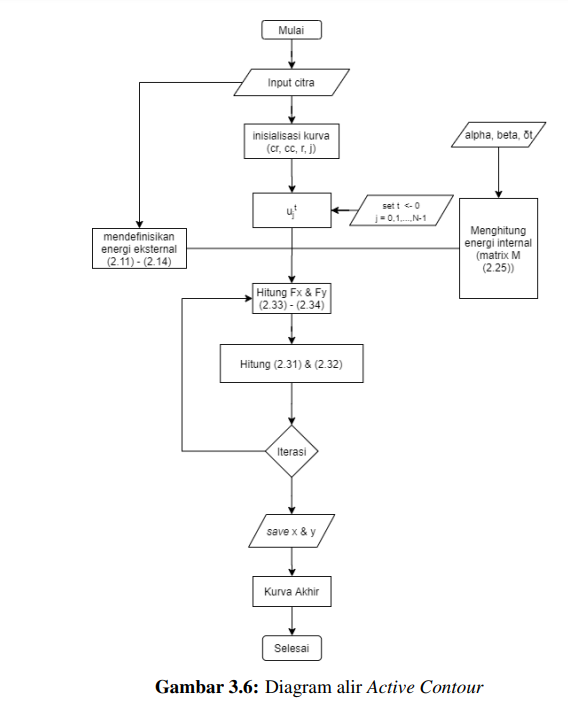 Mulai
Input citra
inisialisasi kurva
(cr, cc, r, j)
alpha, beta, δt
u_j^t
set t <- 0
j = 0,1,...,N-1
mendefinisikan
energi eksternal
(2.11) - (2.14)
Menghitung
energi internal
(matrix M
(2.25))
Hitung Fx & Fy
(2.33) - (2.34)
Hitung (2.31) & (2.32)
Iterasi
save x & y
Kurva Akhir
Selesai
Gambar 3.6: Diagram alir Active Contour